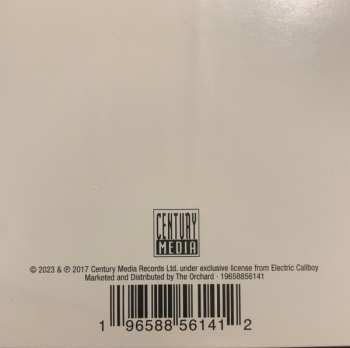 CENTURY
MEDIA
© 2023 & ℗ 2017 Century Media Records Ltd. under exclusive license from Electric Callboy
Marketed and Distributed by The Orchard · 19658856141
1 96588 56141 2